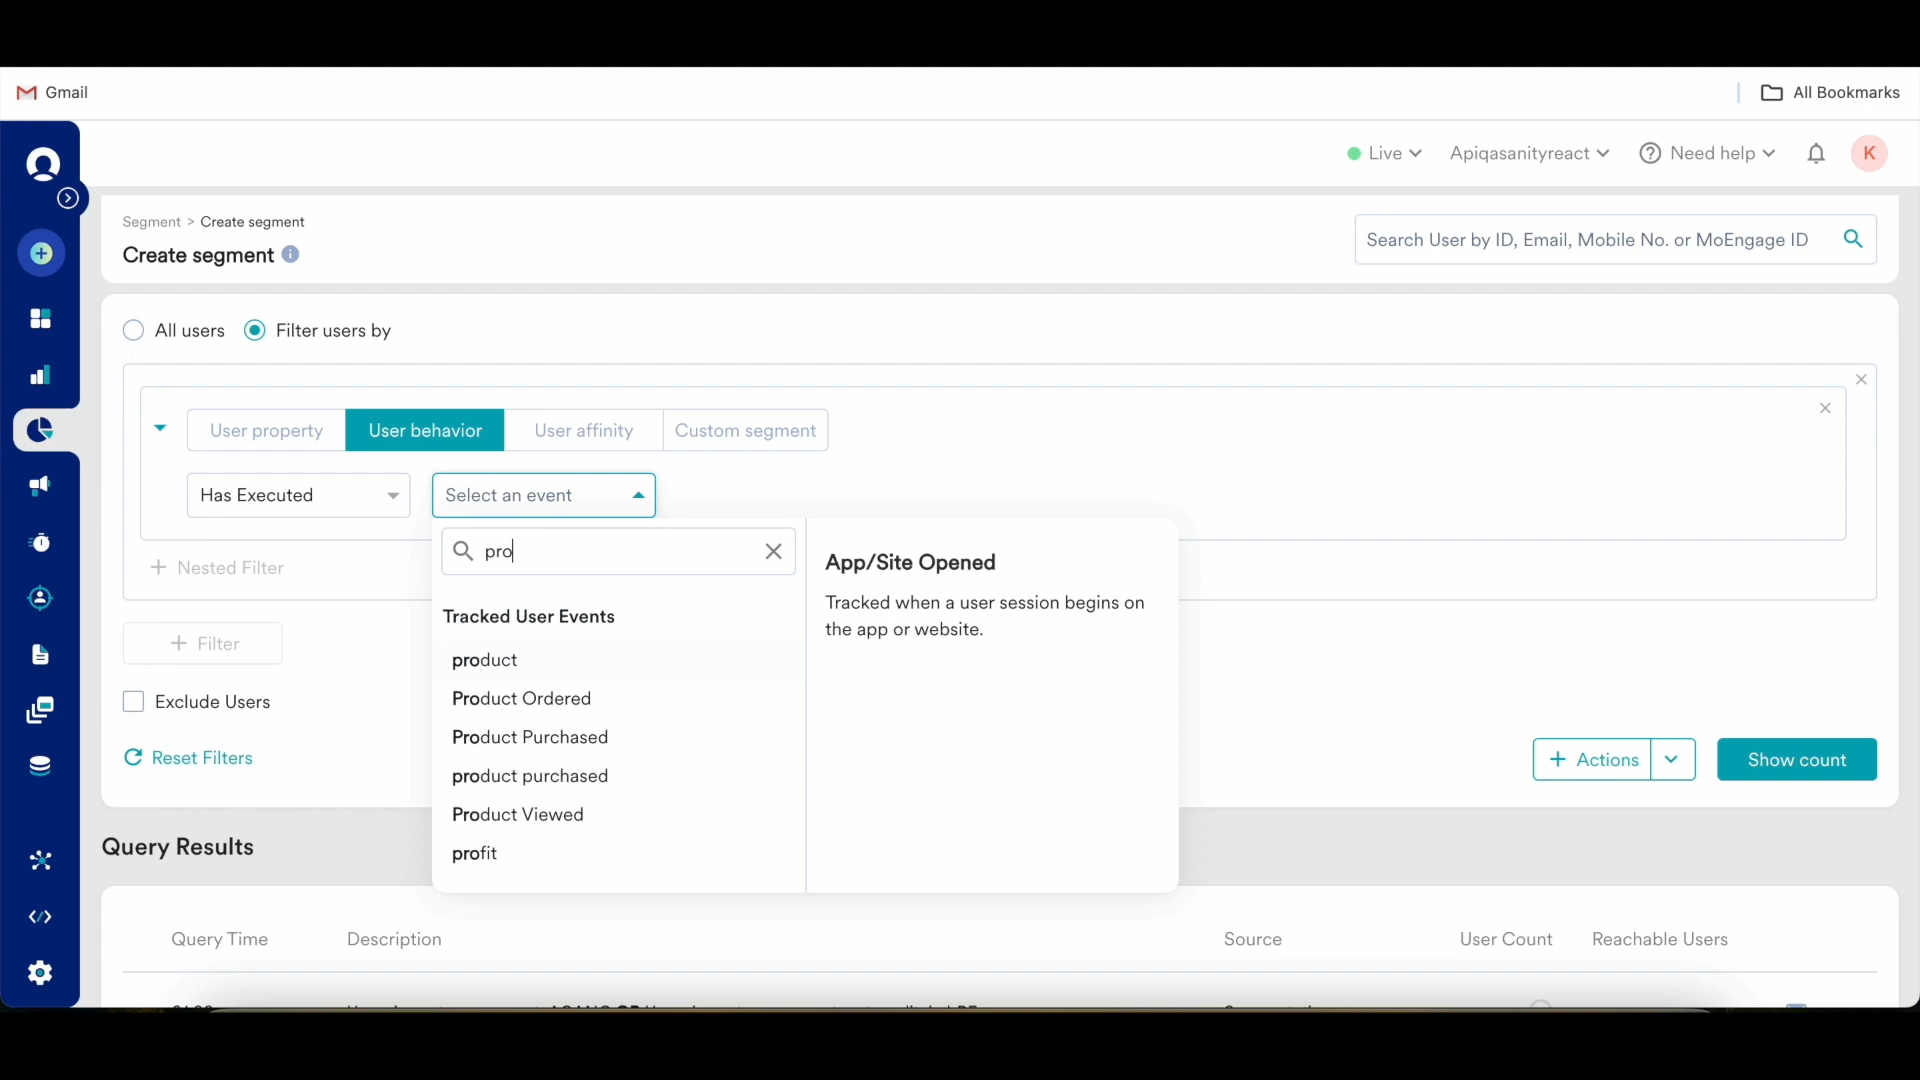 Gmail
All Bookmarks
Live
Apiqasanityreact
Need help
K
Segment > Create segment
Create segment
Search User by ID, Email, Mobile No. or MoEngage ID
All users
Filter users by
User property
User behavior
User affinity
Custom segment
Has Executed
Select an event
pro
Tracked User Events
product
Product Ordered
Product Purchased
product purchased
Product Viewed
profit
App/Site Opened
Tracked when a user session begins on
the app or website.
+ Nested Filter
+ Filter
Exclude Users
Reset Filters
+ Actions
Show count
Query Results
Query Time
Description
Source
User Count
Reachable Users